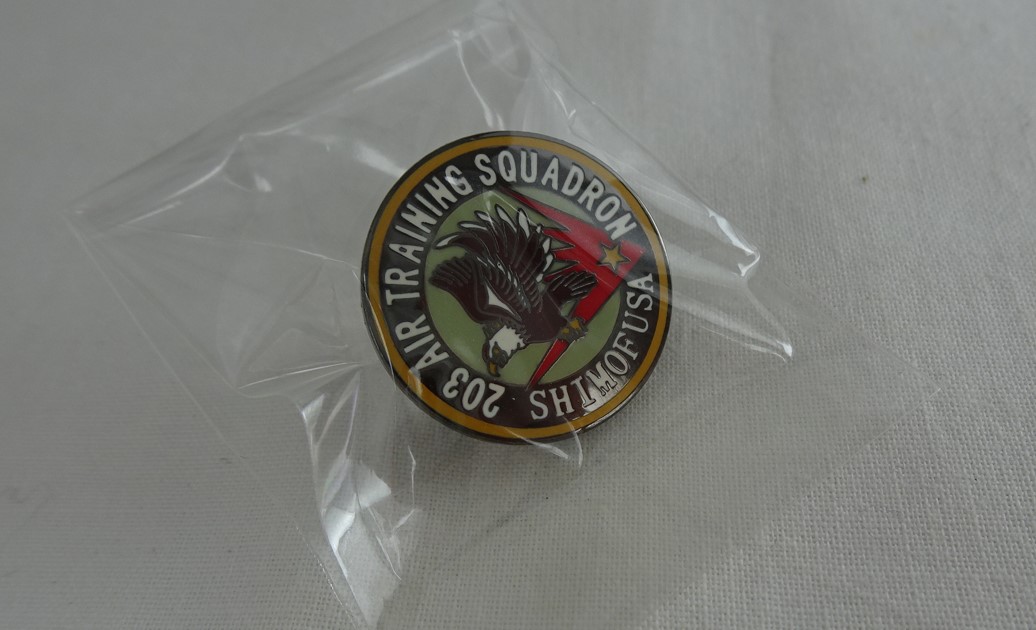 203 AIR TRAINING SQUADRON
SHIMOFUSA